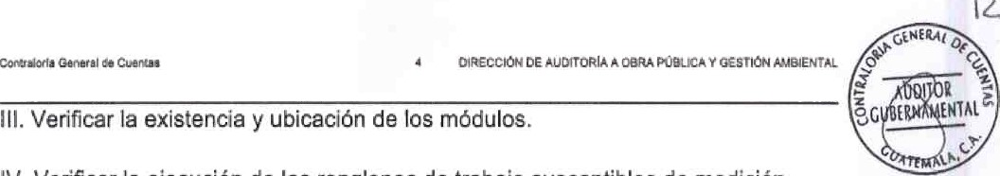 12
Contraloría General de Cuentas 4 DIRECCIÓN DE AUDITORÍA A OBRA PÚBLICA Y GESTIÓN AMBIENTAL
CONTRALORIA GENERAL DE CUENTAS
AUDITOR
GUBERNAMENTAL
GUATEMALA, C.A.
III. Verificar la existencia y ubicación de los módulos.
IV. Verificar la ejecución de los renglones de trabajo susceptibles de medición